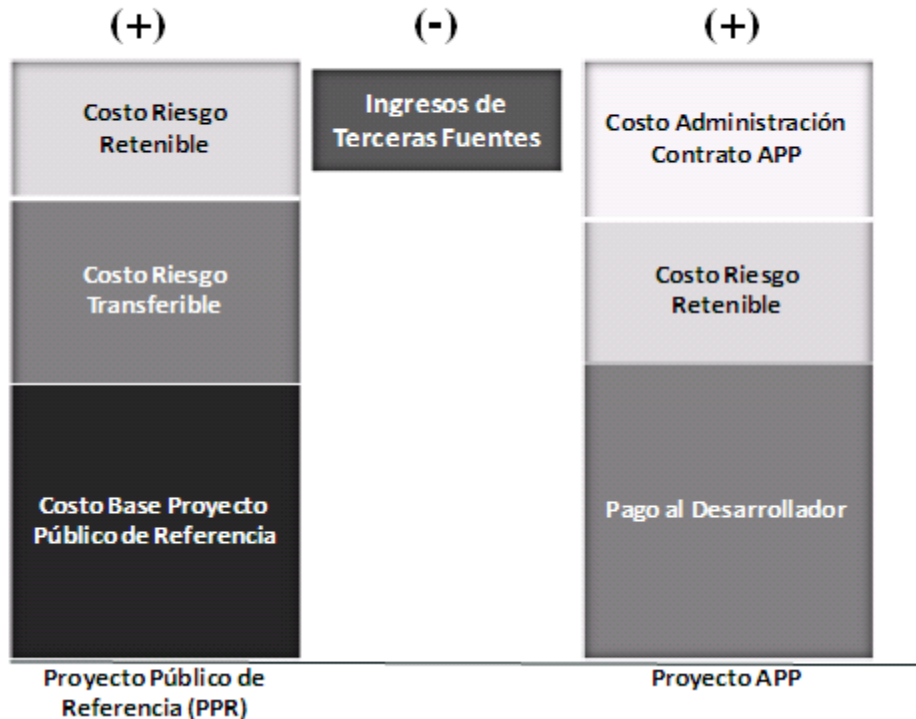 (+)
(-)
(+)
Costo Riesgo
Retenible
Ingresos de
Terceras Fuentes
Costo Administración
Contrato APP
Costo Riesgo
Transferible
Costo Riesgo
Retenible
Costo Base Proyecto
Público de Referencia
Pago al Desarrollador
Proyecto Público de
Referencia (PPR)
Proyecto APP